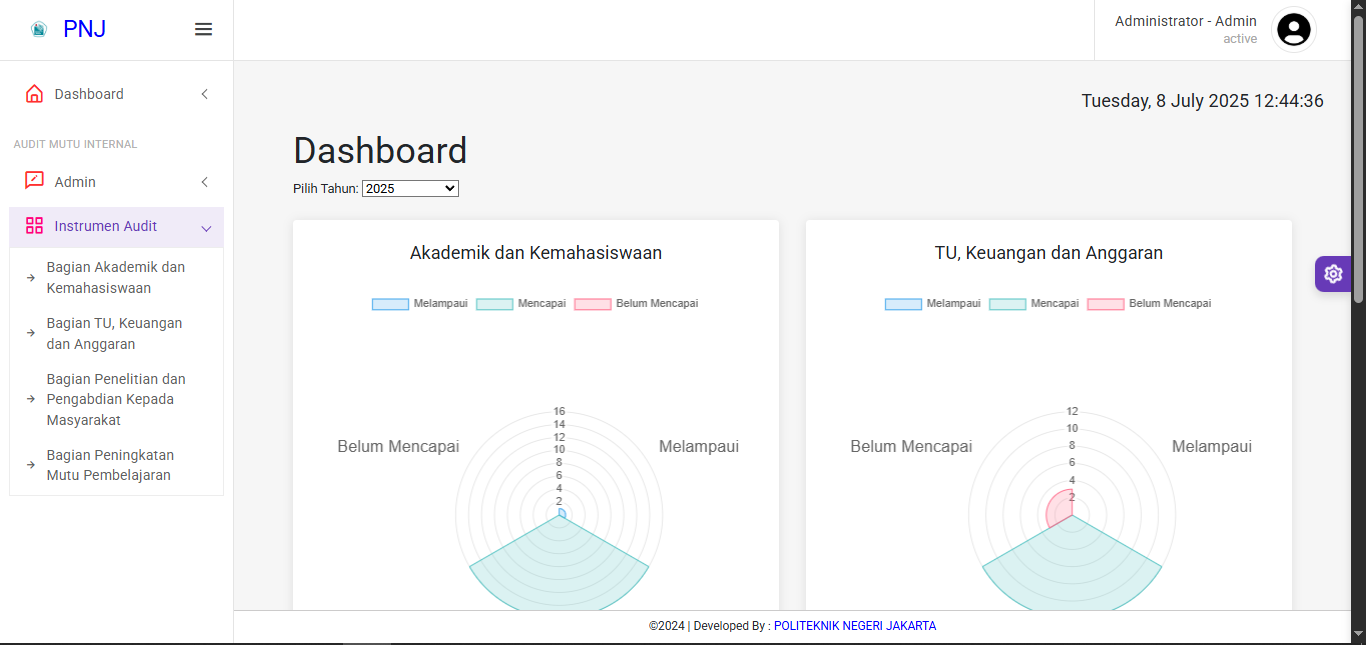 PNJ
Administrator - Admin
active
Dashboard
AUDIT MUTU INTERNAL
Admin
Instrumen Audit
Bagian Akademik dan
Kemahasiswaan
Bagian TU, Keuangan
dan Anggaran
Bagian Penelitian dan
Pengabdian Kepada
Masyarakat
Bagian Peningkatan
Mutu Pembelajaran
Tuesday, 8 July 2025 12:44:36
Dashboard
Pilih Tahun: 2025
Akademik dan Kemahasiswaan
Melampaui Mencapai Belum Mencapai
16
14
12
10
8
6
4
2
Belum Mencapai
Melampaui
TU, Keuangan dan Anggaran
Melampaui Mencapai Belum Mencapai
12
10
8
6
4
2
Belum Mencapai
Melampaui
©2024 | Developed By : POLITEKNIK NEGERI JAKARTA